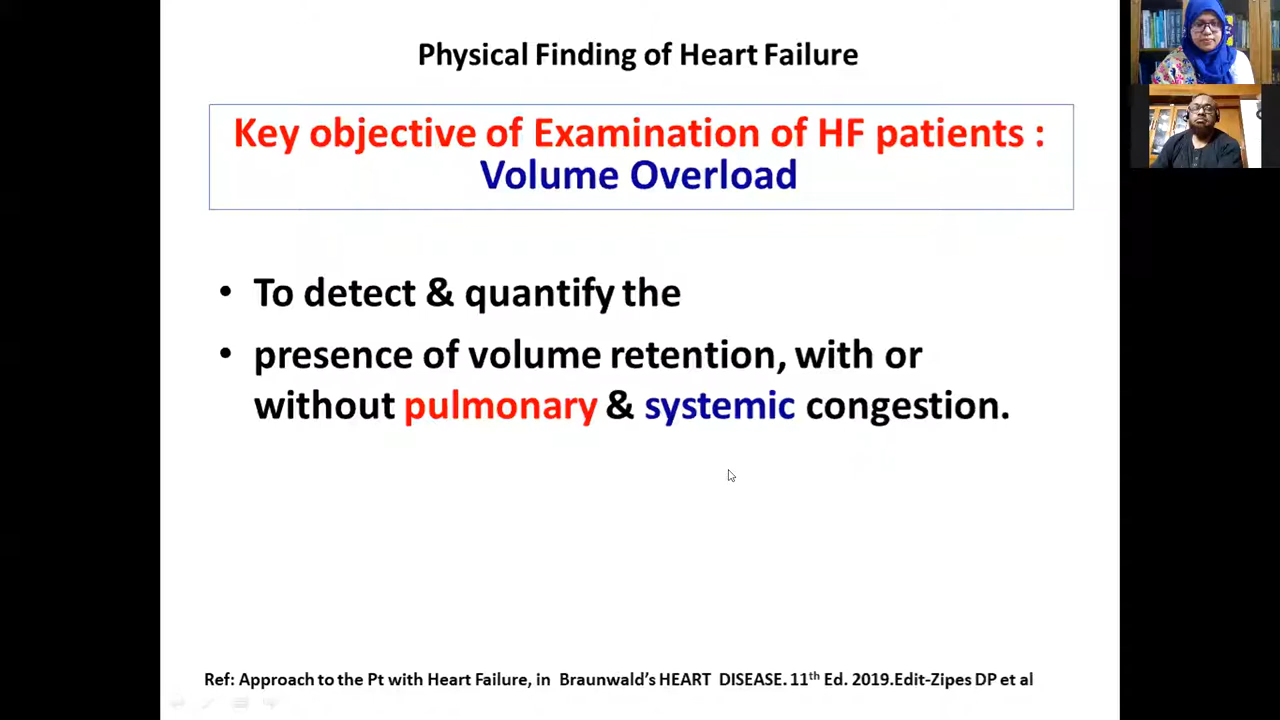 Physical Finding of Heart Failure
Key objective of Examination of HF patients :
Volume Overload
• To detect & quantify the
• presence of volume retention, with or
without pulmonary & systemic congestion.
Ref: Approach to the Pt with Heart Failure, in Braunwald's HEART DISEASE. 11th Ed. 2019.Edit-Zipes DP et al